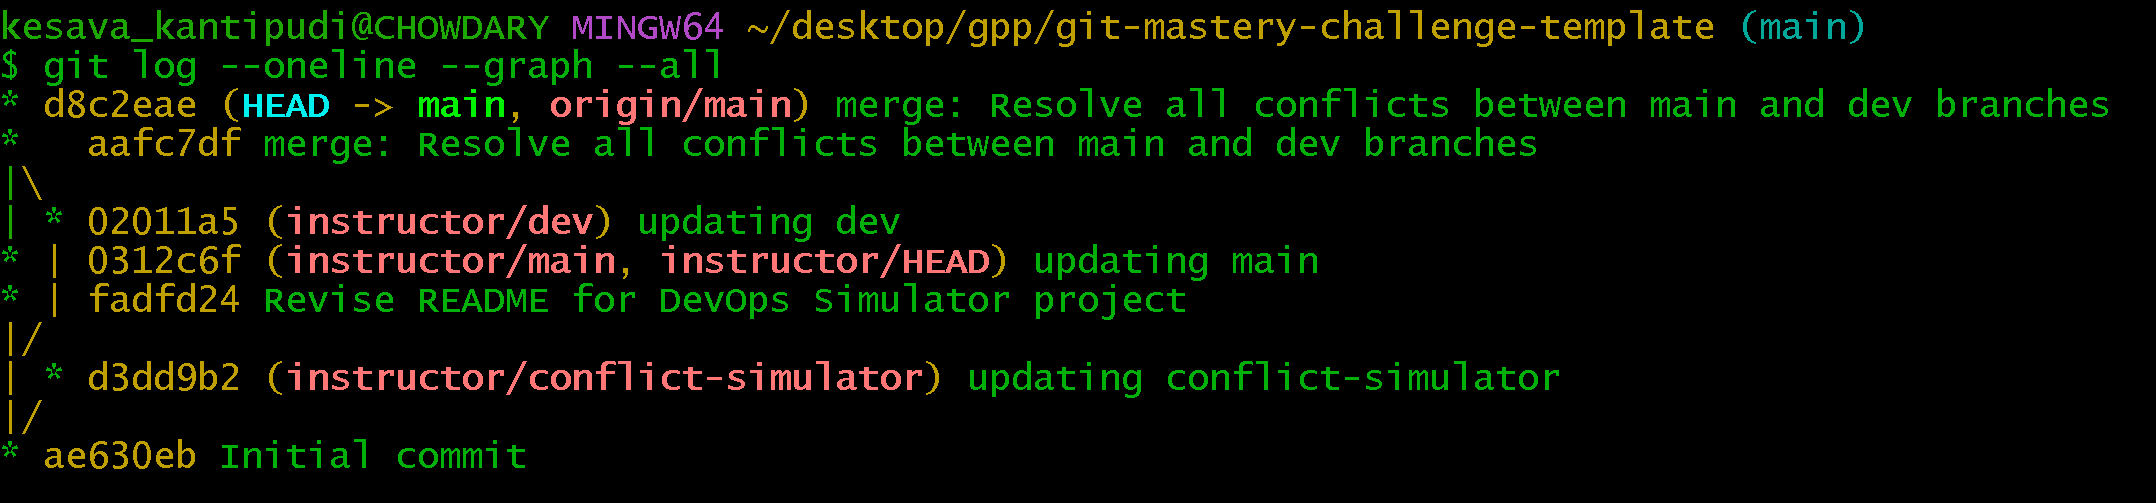 kesava_kantipudi@CHOWDARY MINGW64 ~/desktop/gpp/git-mastery-challenge-template (main)
$ git log --oneline --graph --all
* d8c2eae (HEAD -> main, origin/main) merge: Resolve all conflicts between main and dev branches
*   aafc7df merge: Resolve all conflicts between main and dev branches
|\
| * 02011a5 (instructor/dev) updating dev
* | 0312c6f (instructor/main, instructor/HEAD) updating main
* | fadfd24 Revise README for DevOps Simulator project
|/
| * d3dd9b2 (instructor/conflict-simulator) updating conflict-simulator
|/
* ae630eb Initial commit